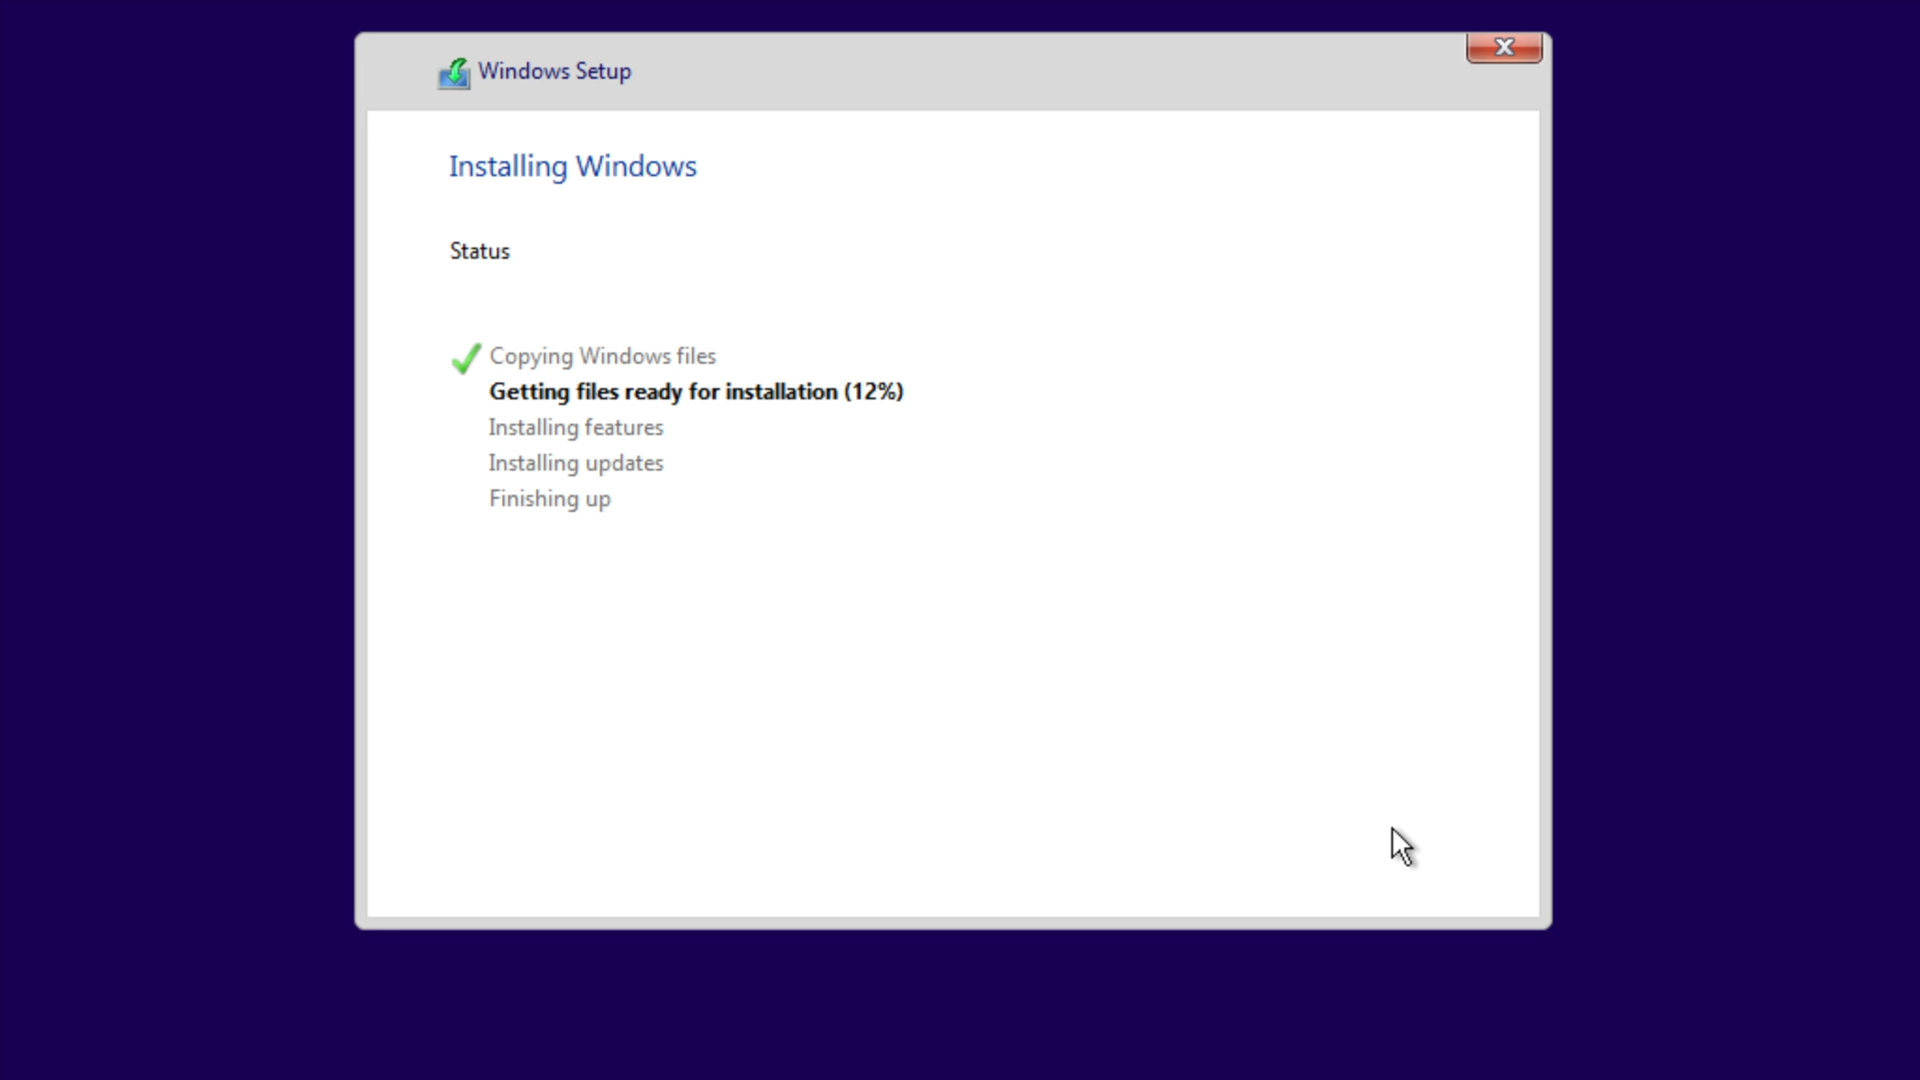 Windows Setup
Installing Windows
Status
Copying Windows files
Getting files ready for installation (12%)
Installing features
Installing updates
Finishing up